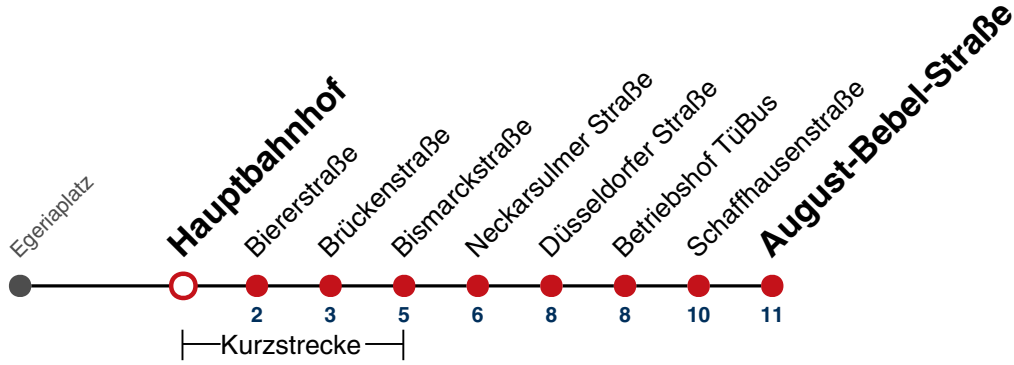 Egeriaplatz
Hauptbahnhof
Biererstraße
Brückenstraße
Bismarckstraße
Neckarsulmer Straße
Düsseldorfer Straße
Betriebshof TüBus
Schaffhausenstraße
August-Bebel-Straße
2 3 5 6 8 8 10 11
Kurzstrecke